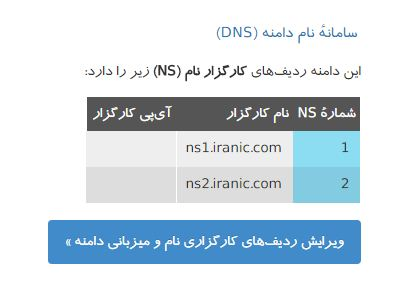 سامانهٔ نام دامنه (DNS)
این دامنه ردیف‌های کارگزار نام (NS) زیر را دارد:
شمارهٔ NS نام کارگزار آی‌پی کارگزار
1 ns1.iranic.com
2 ns2.iranic.com
ویرایش ردیف‌های کارگزاری نام و میزبانی دامنه »